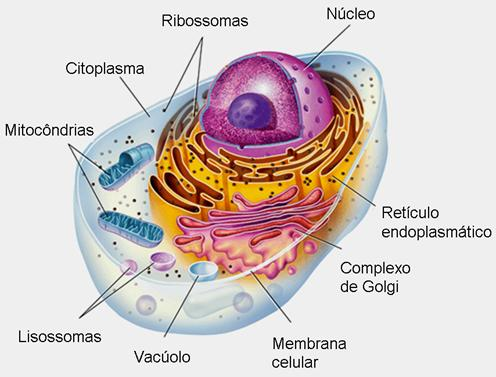 Ribossomas
Núcleo
Citoplasma
Mitocôndrias
Retículo
endoplasmático
Complexo
de Golgi
Lisossomas
Vacúolo
Membrana
celular